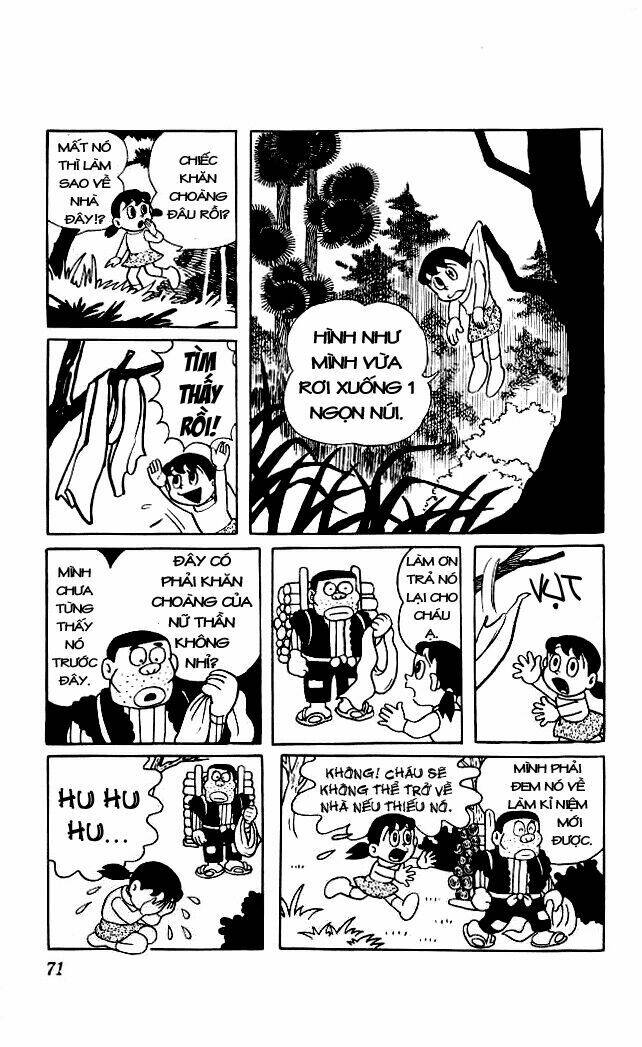 HÌNH NHƯ
MÌNH VỪA
RƠI XUỐNG 1
NGỌN NÚI.
CHIẾC
KHĂN
CHOÀNG
ĐÂU RỒI?
MẤT NÓ
THÌ LÀM
SAO VỀ
NHÀ
ĐÂY!?
TÌM
THẤY
RỒI!
VỤT
LÀM ƠN
TRẢ NÓ
LẠI CHO
CHÁU
Ạ.
ĐÂY CÓ
PHẢI KHĂN
CHOÀNG CỦA
NỮ THẦN
KHÔNG
NHỈ?
MÌNH
CHƯA
TỪNG
THẤY
NÓ
TRƯỚC
ĐÂY.
MÌNH PHẢI
ĐEM NÓ VỀ
LÀM KỈ NIỆM
MỚI
ĐƯỢC.
KHÔNG! CHÁU SẼ
KHÔNG THỂ TRỞ VỀ
NHÀ NẾU THIẾU NÓ.
HU HU
HU...
71